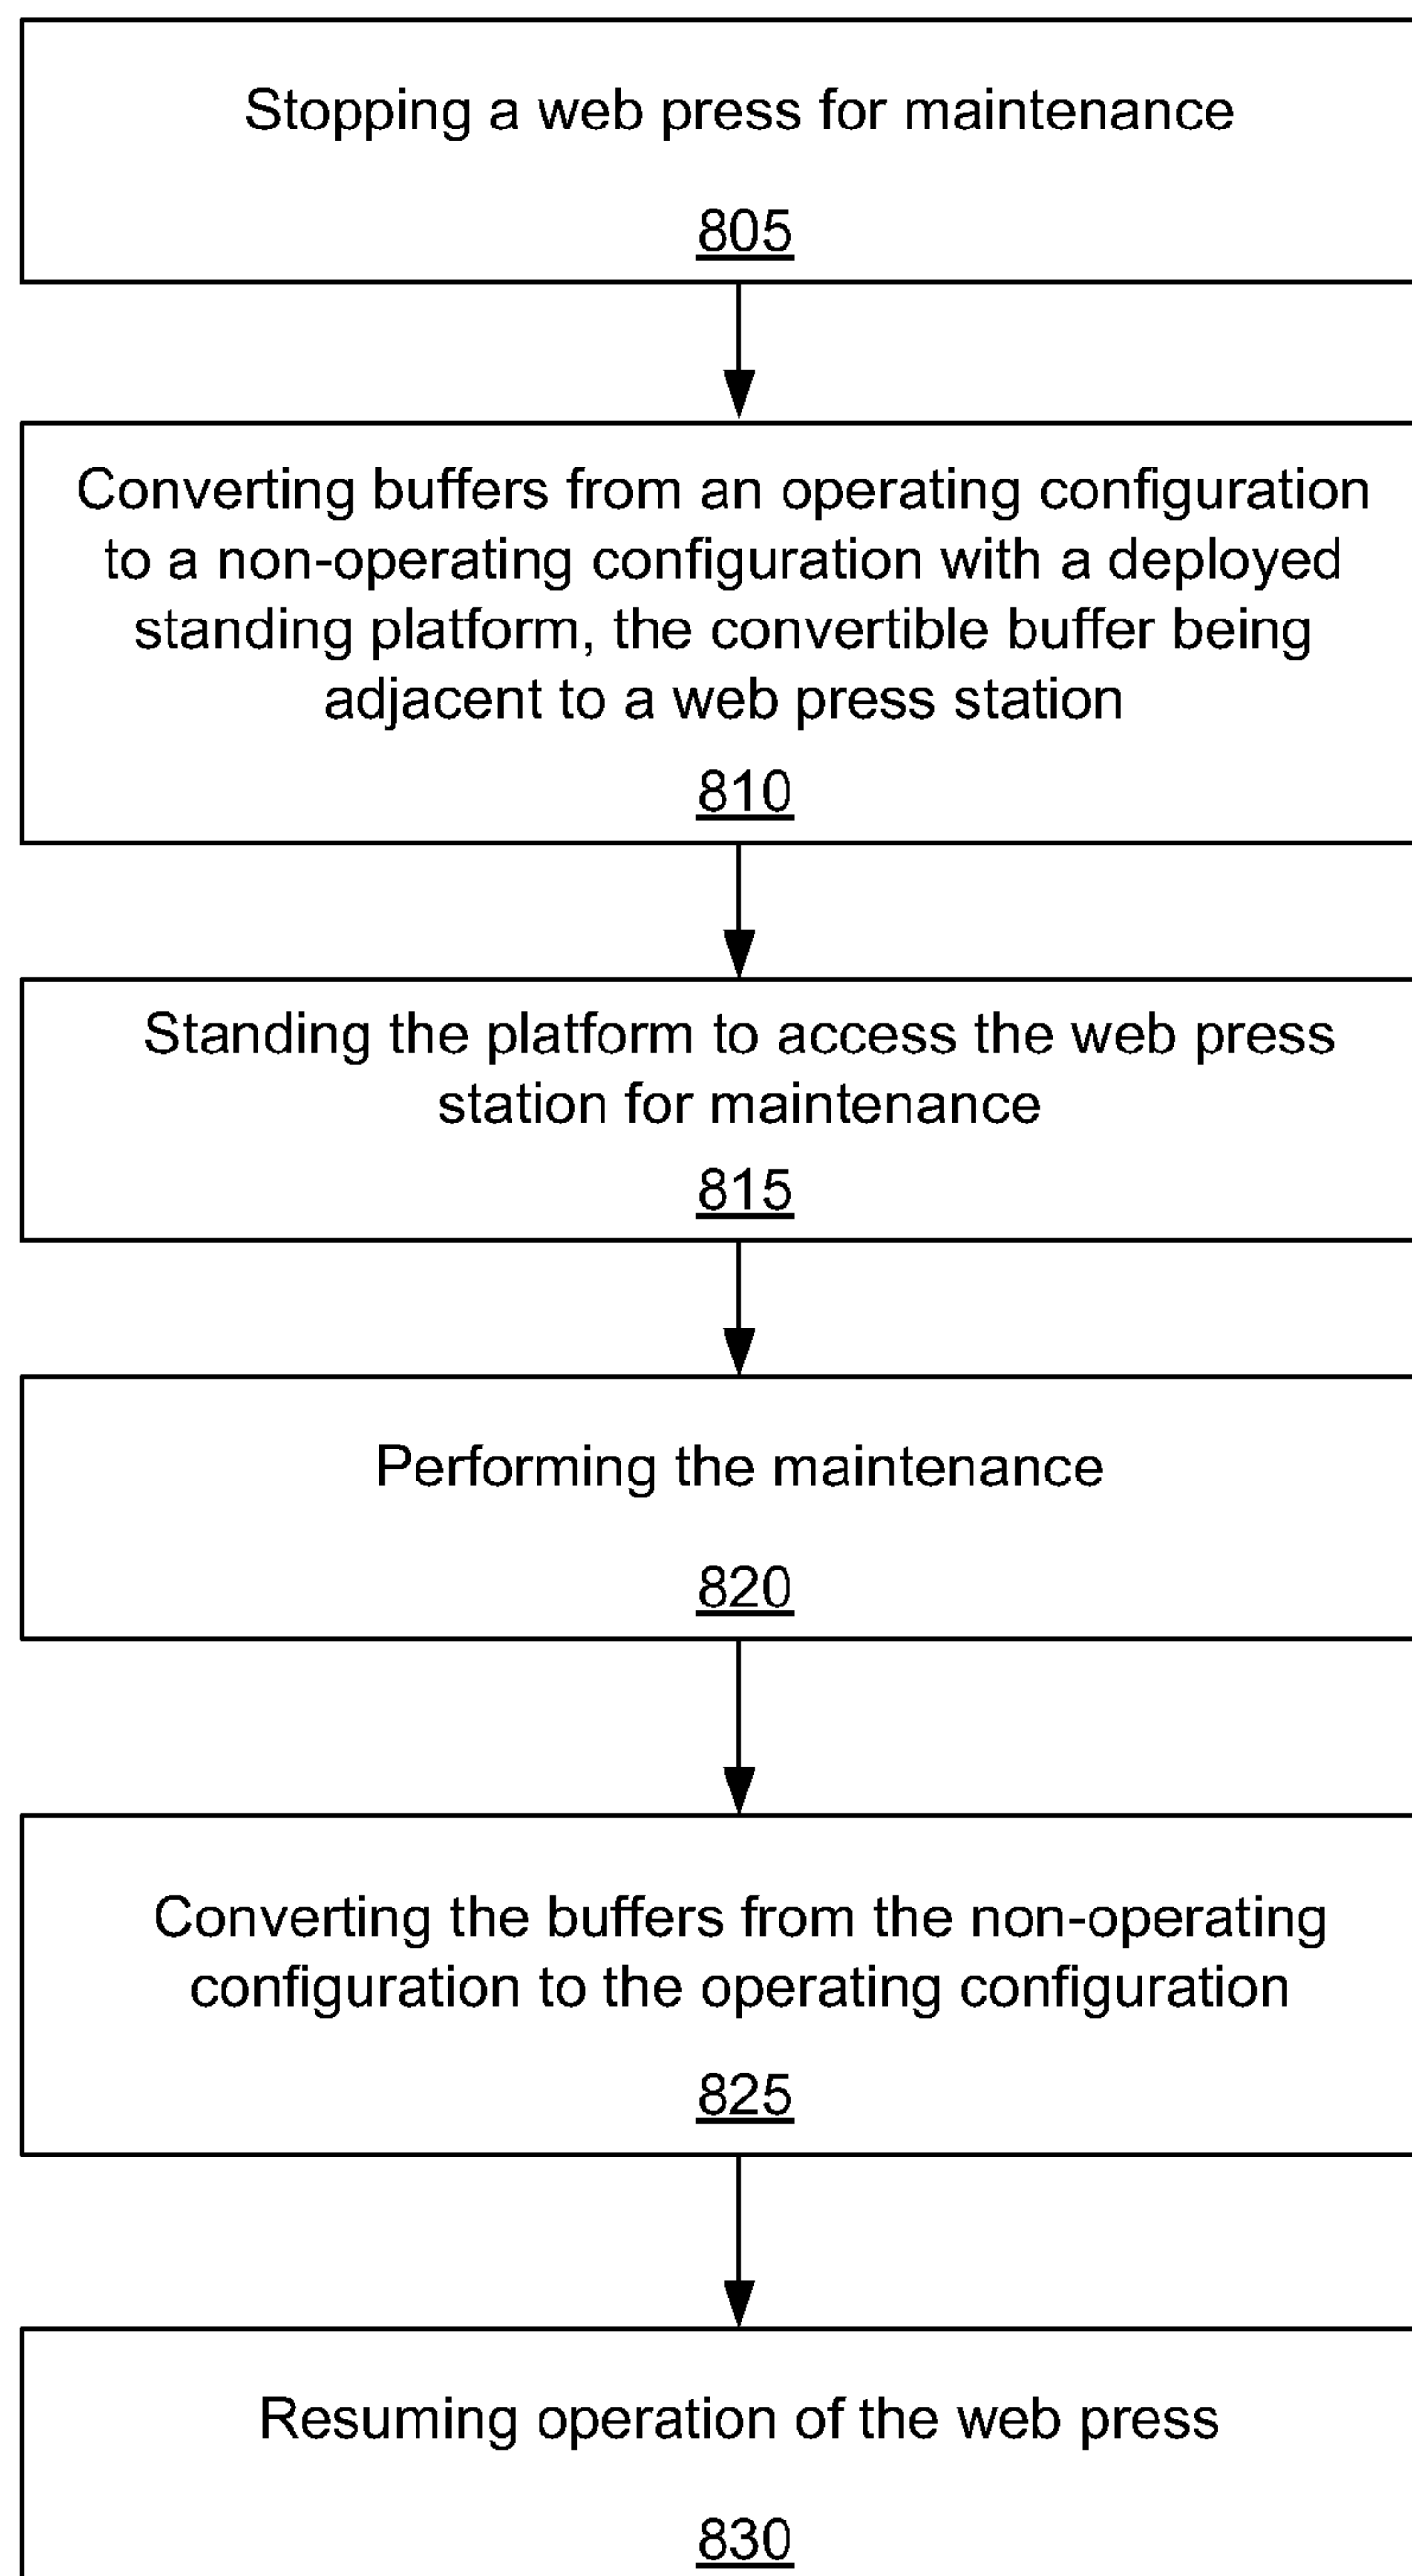 Stopping a web press for maintenance
805
Converting buffers from an operating configuration
to a non-operating configuration with a deployed
standing platform, the convertible buffer being
adjacent to a web press station
810
Standing the platform to access the web press
station for maintenance
815
Performing the maintenance
820
Converting the buffers from the non-operating
configuration to the operating configuration
825
Resuming operation of the web press
830